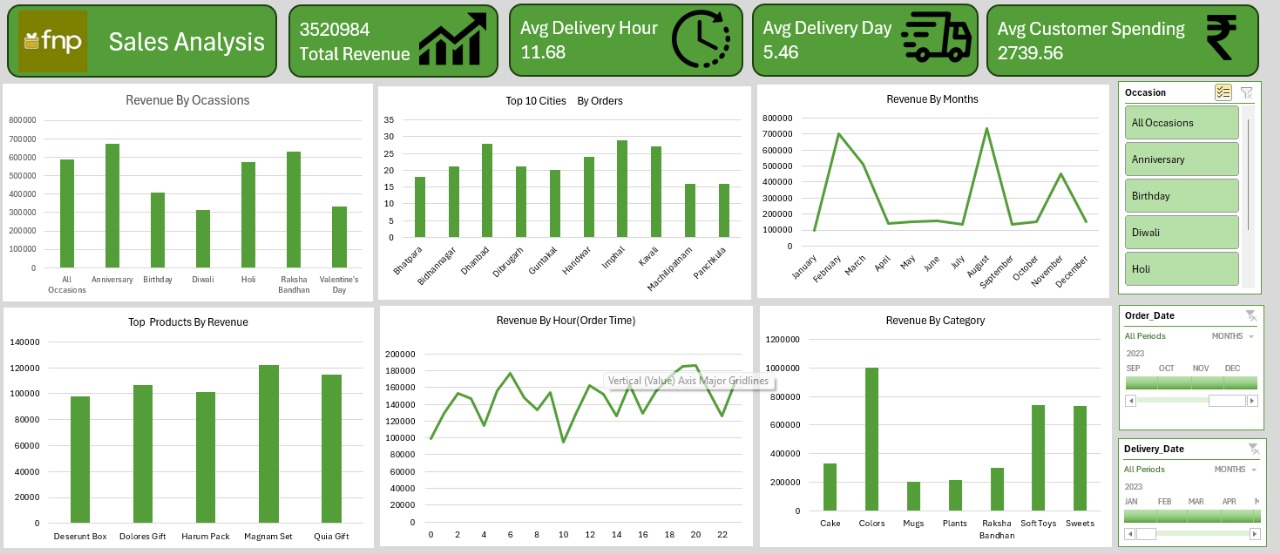 fnp
Sales Analysis
3520984
Total Revenue
Avg Delivery Hour
11.68
Avg Delivery Day
5.46
Avg Customer Spending
2739.56
₹
Revenue By Ocassions
800000
700000
600000
500000
400000
300000
200000
100000
0
All Occasions
Anniversary
Birthday
Diwali
Holi
Raksha Bandhan
Valentine's Day
Top 10 Cities By Orders
35
30
25
20
15
10
5
0
Bhatpara
Bidhannagar
Dhanbad
Dibrugarh
Guntakal
Haridwar
Imphal
Kavali
Machilipatnam
Panchkula
Revenue By Months
800000
700000
600000
500000
400000
300000
200000
100000
0
January
February
March
April
May
June
July
August
September
October
November
December
Occasion
All Occasions
Anniversary
Birthday
Diwali
Holi
Top Products By Revenue
140000
120000
100000
80000
60000
40000
20000
0
Deserunt Box
Dolores Gift
Harum Pack
Magnam Set
Quia Gift
Revenue By Hour(Order Time)
200000
180000
160000
140000
120000
100000
80000
60000
40000
20000
0
0 2 4 6 8 10 12 14 16 18 20 22
Vertical (Value) Axis Major Gridlines
Revenue By Category
1200000
1000000
800000
600000
400000
200000
0
Cake
Colors
Mugs
Plants
Raksha Bandhan
Soft Toys
Sweets
Order_Date
All Periods MONTHS
2023
SEP OCT NOV DEC
Delivery_Date
All Periods MONTHS
2023
JAN FEB MAR APR